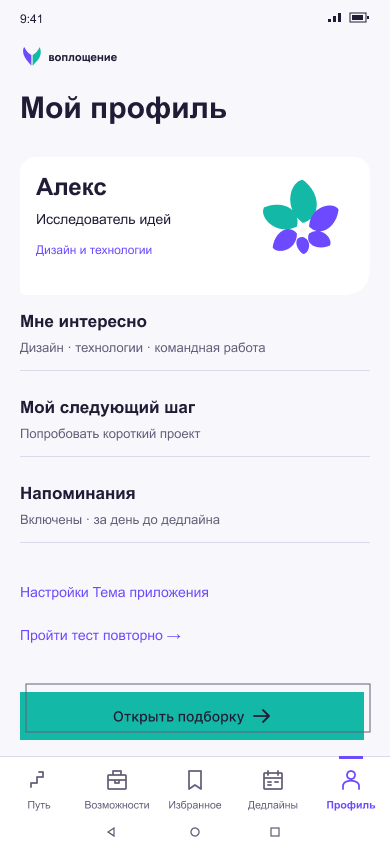 9:41
воплощение
Мой профиль
Алекс
Исследователь идей
Дизайн и технологии
Мне интересно
Дизайн · технологии · командная работа
Мой следующий шаг
Попробовать короткий проект
Напоминания
Включены · за день до дедлайна
Настройки Тема приложения
Пройти тест повторно →
Открыть подборку →
Путь Возможности Избранное Дедлайны Профиль